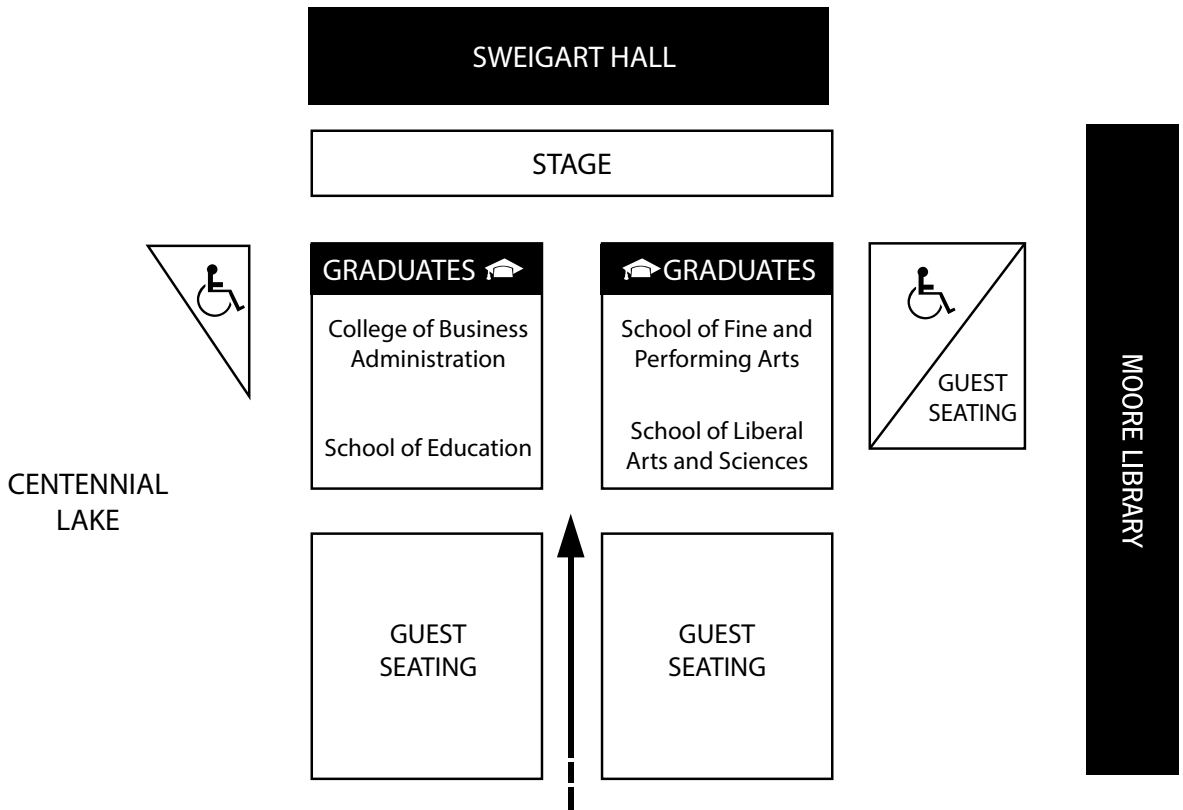 SWEIGART HALL
STAGE
GRADUATES
College of Business
Administration
School of Education
GRADUATES
School of Fine and
Performing Arts
School of Liberal
Arts and Sciences
GUEST
SEATING
MOORE LIBRARY
CENTENNIAL
LAKE
GUEST
SEATING
GUEST
SEATING